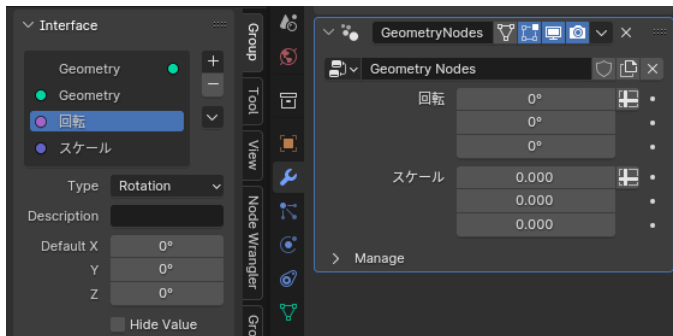 Interface
Geometry
Geometry
回転
スケール
Type Rotation
Description
Default X 0°
Y 0°
Z 0°
Hide Value
Group
Tool
View
Node Wrangler
Gro
GeometryNodes
Geometry Nodes
回転 0°
0°
0°
スケール 0.000
0.000
0.000
Manage